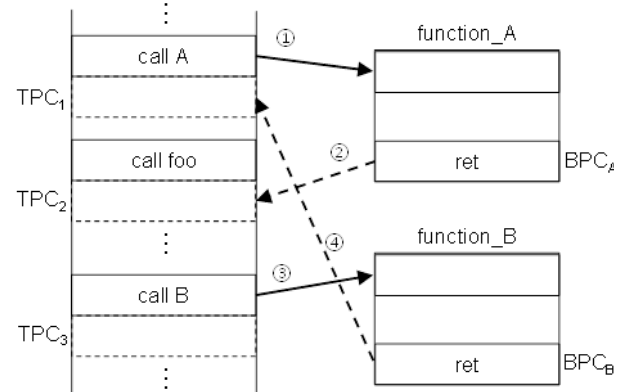 ⋮
call A
TPC1
call foo
TPC2
⋮
call B
TPC3
⋮
①
②
④
③
function_A
ret
BPCA
function_B
ret
BPCB